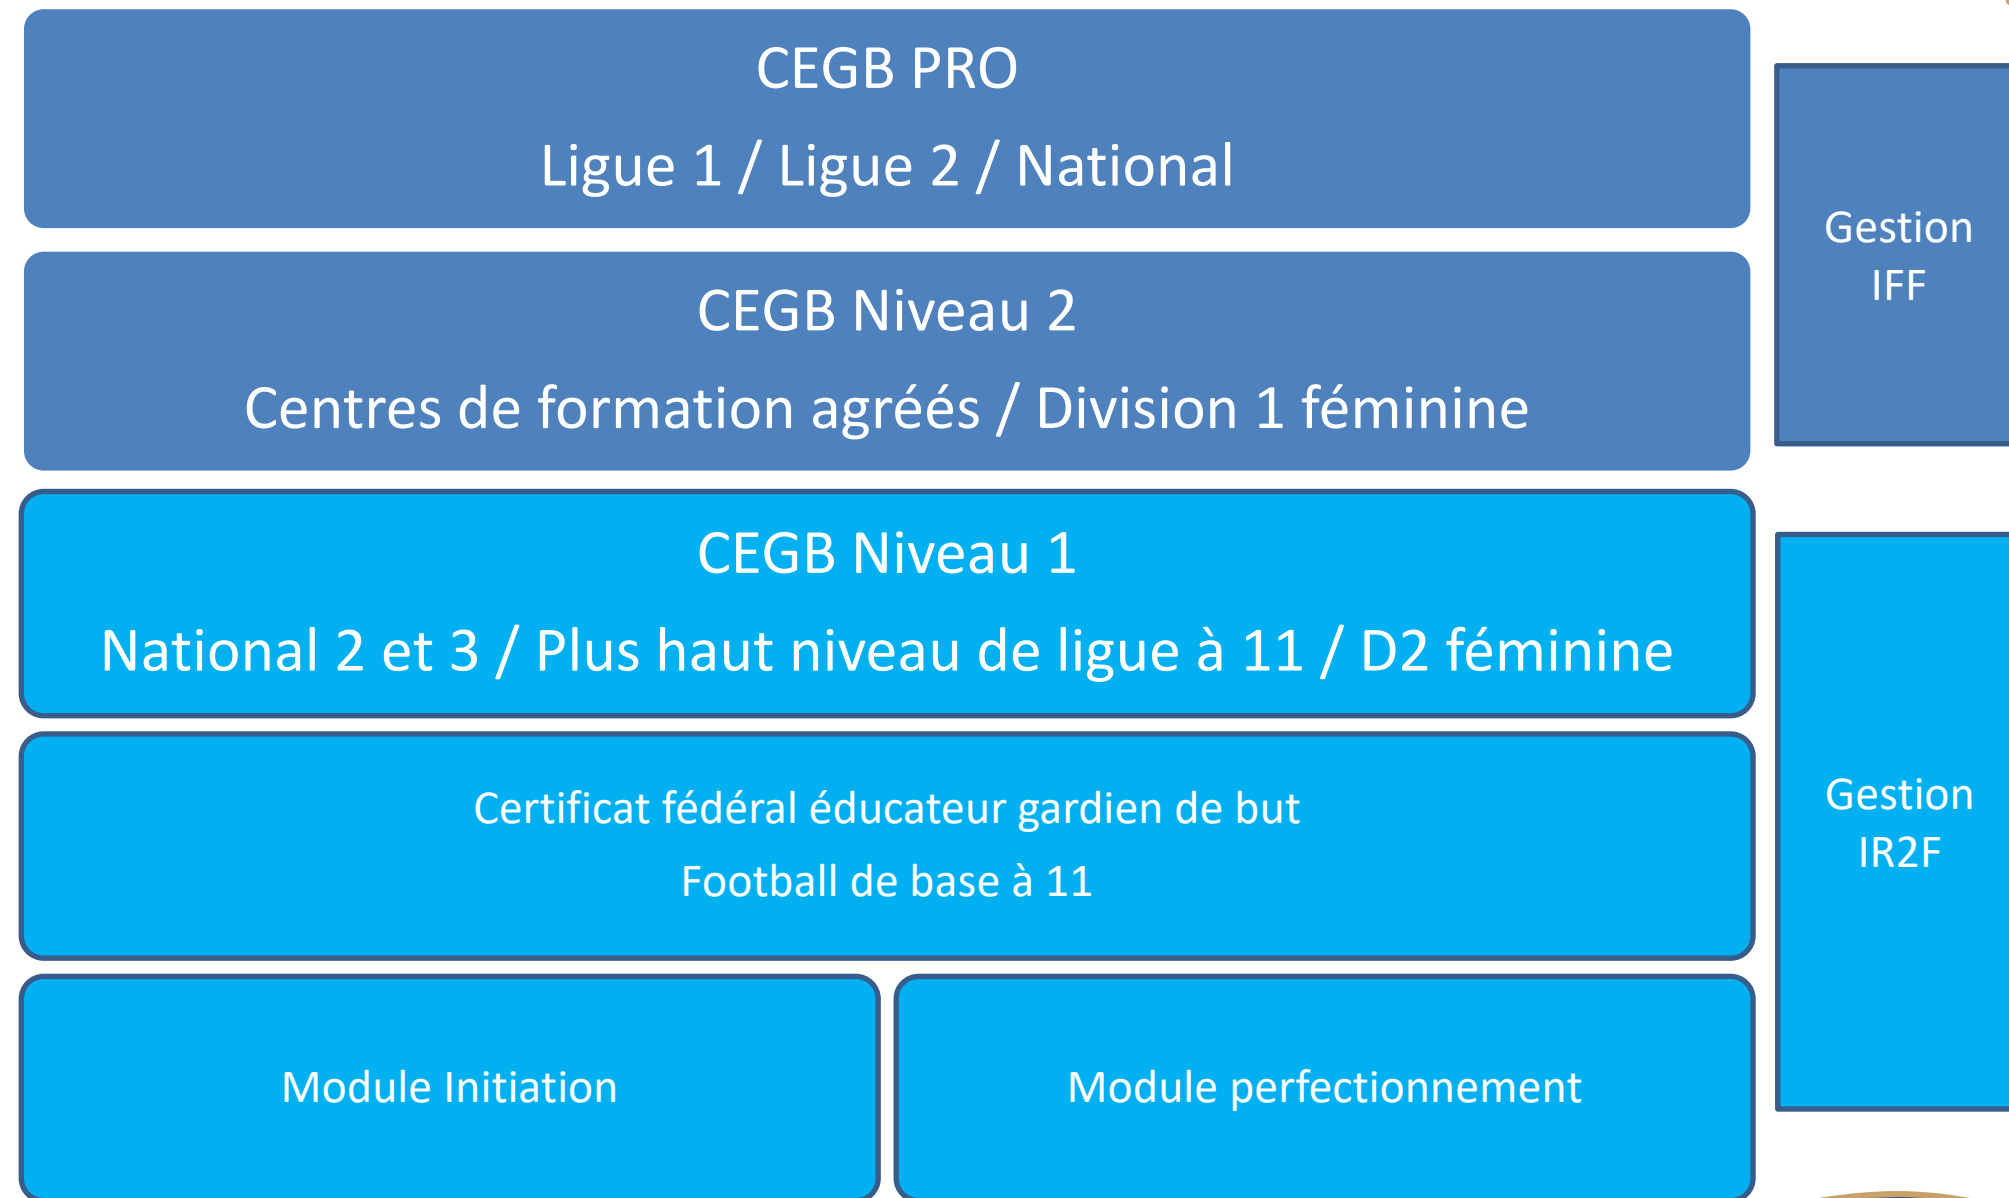 CEGB PRO
Ligue 1 / Ligue 2 / National
Gestion
IFF
CEGB Niveau 2
Centres de formation agréés / Division 1 féminine
CEGB Niveau 1
National 2 et 3 / Plus haut niveau de ligue à 11 / D2 féminine
Certificat fédéral éducateur gardien de but
Football de base à 11
Gestion
IR2F
Module Initiation
Module perfectionnement